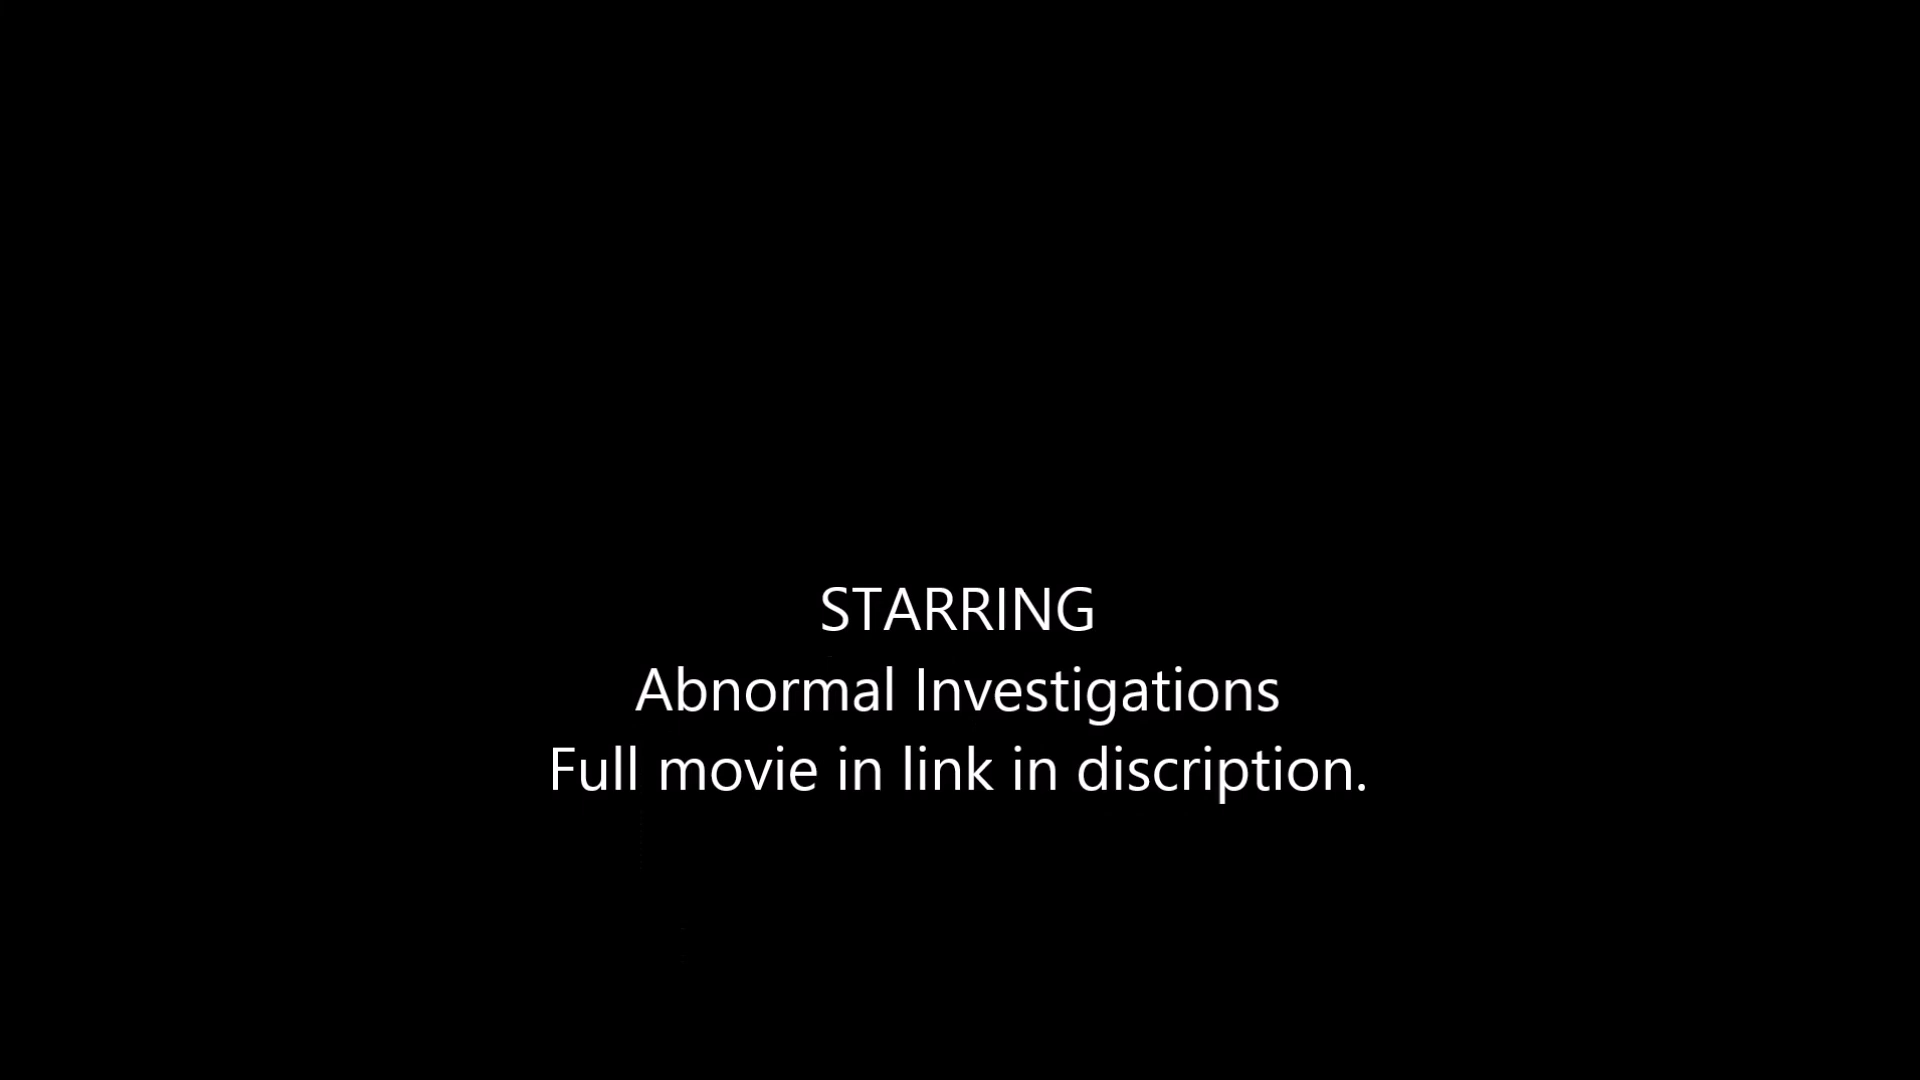 STARRING
Abnormal Investigations
Full movie in link in discription.